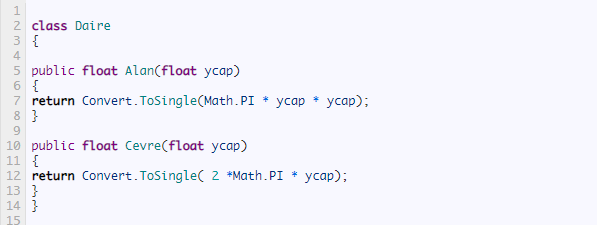 1
2 class Daire
3 {
4
5 public float Alan(float ycap)
6 {
7 return Convert.ToSingle(Math.PI * ycap * ycap);
8 }
9
10 public float Cevre(float ycap)
11 {
12 return Convert.ToSingle( 2 *Math.PI * ycap);
13 }
14 }
15